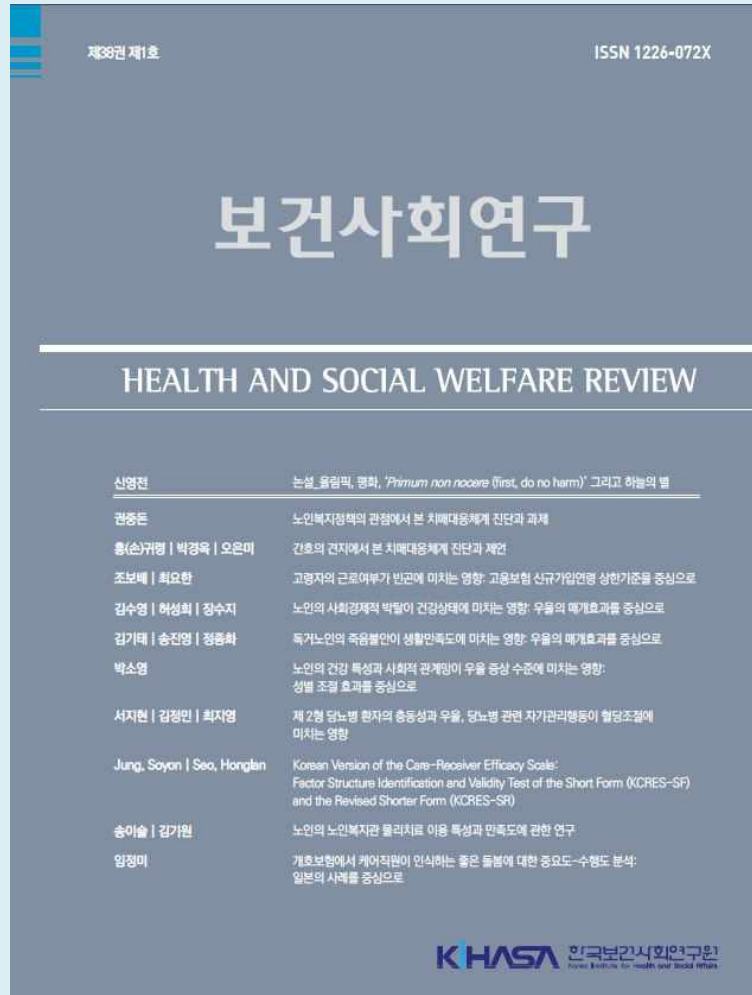 제38권 제1호 ISSN 1226-072X
보건사회연구
HEALTH AND SOCIAL WELFARE REVIEW
신영전 논설_올림픽, 평화, ‘Primum non nocere (first, do no harm)’ 그리고 하늘의 별
권중돈 노인복지정책의 관점에서 본 치매대응체계 진단과 과제
홍(손)귀령 | 박경옥 | 오은미 간호의 견지에서 본 치매대응체계 진단과 제언
조보배 | 최요한 고령자의 근로여부가 빈곤에 미치는 영향: 고용보험 신규가입연령 상한기준을 중심으로
김수영 | 허성희 | 장수지 노인의 사회경제적 박탈이 건강상태에 미치는 영향: 우울의 매개효과를 중심으로
김기태 | 송진영 | 정종화 독거노인의 죽음불안이 생활만족도에 미치는 영향: 우울의 매개효과를 중심으로
박소영 노인의 건강 특성과 사회적 관계망이 우울 증상 수준에 미치는 영향:
성별 조절 효과를 중심으로
서지현 | 김정민 | 최지영 제 2형 당뇨병 환자의 충동성과 우울, 당뇨병 관련 자기관리행동이 혈당조절에
미치는 영향
Jung, Soyon | Seo, Honglan Korean Version of the Care-Receiver Efficacy Scale:
Factor Structure Identification and Validity Test of the Short Form (KCRES-SF)
and the Revised Shorter Form (KCRES-SR)
송이슬 | 김기원 노인의 노인복지관 물리치료 이용 특성과 만족도에 관한 연구
임정미 개호보험에서 케어직원이 인식하는 좋은 돌봄에 대한 중요도-수행도 분석:
일본의 사례를 중심으로
KIHASA 한국보건사회연구원
Korea Institute for Health and Social Affairs